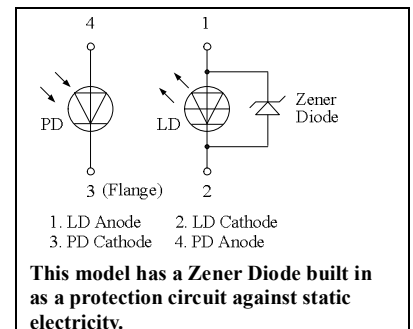 4 1
PD LD Zener
Diode
3 (Flange) 2
1. LD Anode 2. LD Cathode
3. PD Cathode 4. PD Anode
This model has a Zener Diode built in
as a protection circuit against static
electricity.